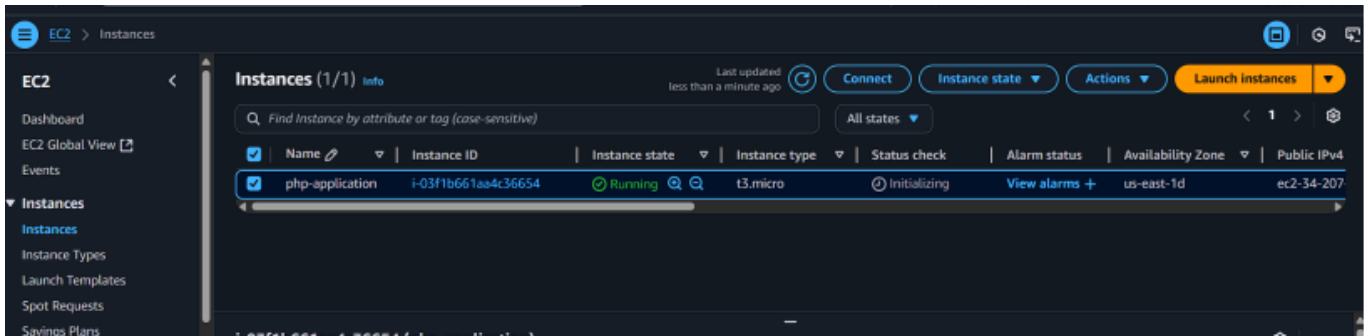 EC2 > Instances
EC2
Dashboard
EC2 Global View
Events
Instances
Instances
Instance Types
Launch Templates
Spot Requests
Savings Plans
Instances (1/1) Info
Last updated
less than a minute ago
Connect
Instance state
Actions
Launch instances
Find Instance by attribute or tag (case-sensitive)
All states
1
Name Instance ID Instance state Instance type Status check Alarm status Availability Zone Public IPv4
php-application i-03f1b661aa4c36654 Running t3.micro Initializing View alarms + us-east-1d ec2-34-207-